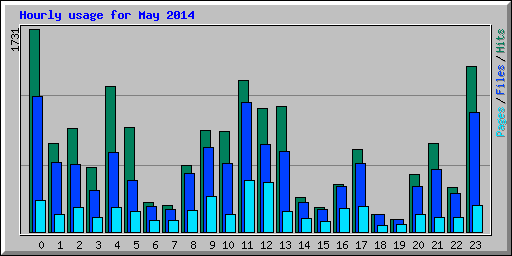 Hourly usage for May 2014
1731
Pages/Files/Hits
0 1 2 3 4 5 6 7 8 9 10 11 12 13 14 15 16 17 18 19 20 21 22 23